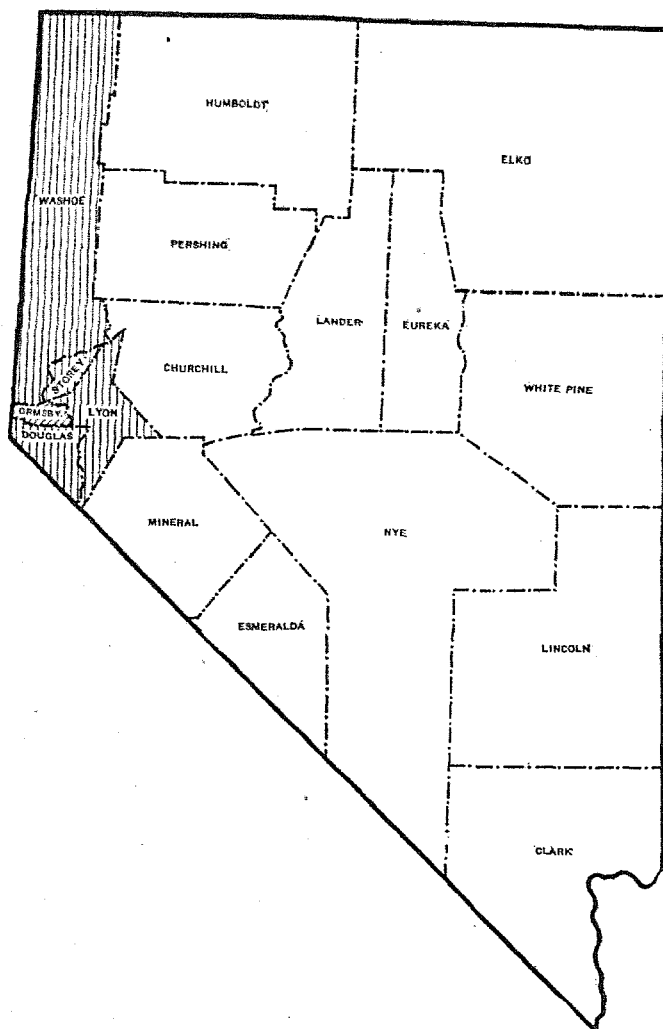 HUMBOLDT
ELKO
WASHOE
PERSHING
LANDER
EUREKA
CHURCHILL
STOREY
WHITE PINE
ORMSBY
LYON
DOUGLAS
MINERAL
NYE
ESMERALDA
LINCOLN
CLARK